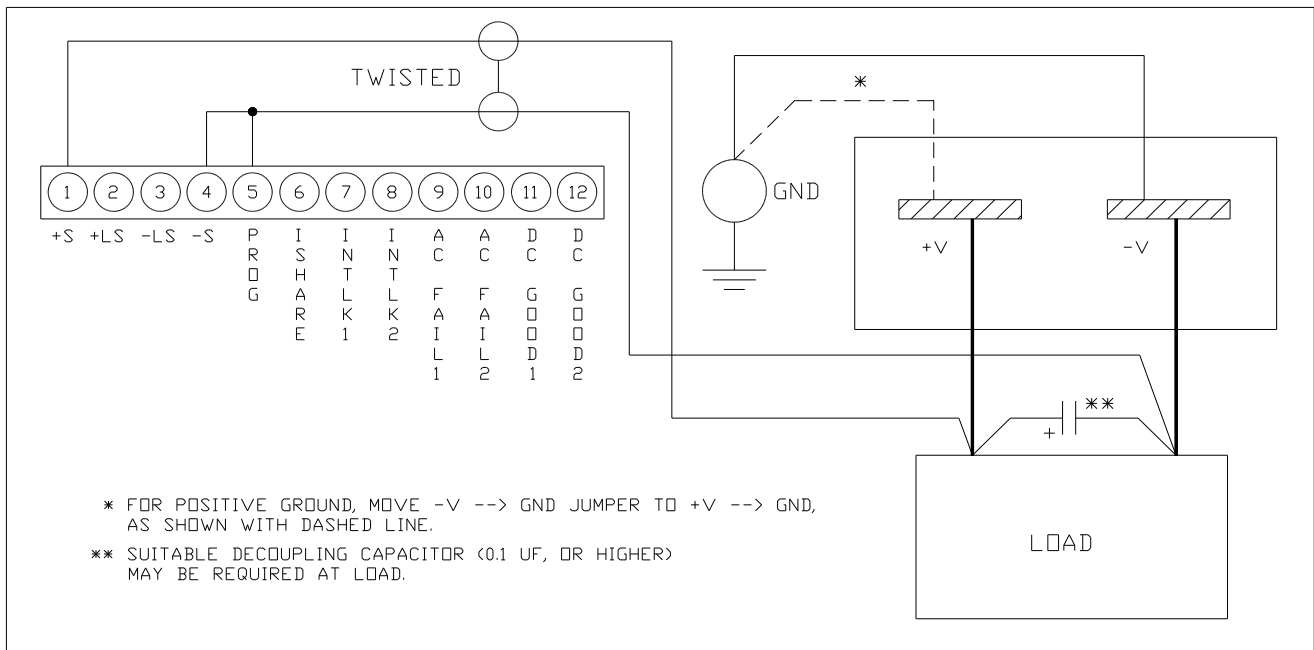 TWISTED
*
GND
1 2 3 4 5 6 7 8 9 10 11 12
+S +LS -LS -S PROG ISHARE INTLK1 INTLK2 AC FAIL1 AC FAIL2 DC GOOD1 DC GOOD2
+V -V
+ **
LOAD
* FOR POSITIVE GROUND, MOVE -V --> GND JUMPER TO +V --> GND,
AS SHOWN WITH DASHED LINE.
** SUITABLE DECOUPLING CAPACITOR (0.1 UF, OR HIGHER)
MAY BE REQUIRED AT LOAD.